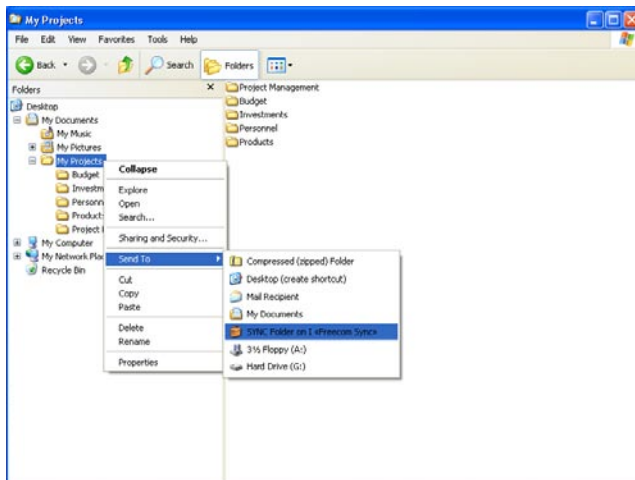 My Projects
File Edit View Favorites Tools Help
Back Search Folders
Folders
Desktop
My Documents
My Music
My Pictures
My Projects
Budget
Investm
Personn
Product
Project
My Computer
My Network Plac
Recycle Bin
Project Management
Budget
Investments
Personnel
Products
Collapse
Explore
Open
Search...
Sharing and Security...
Send To
Cut
Copy
Paste
Delete
Rename
Properties
Compressed (zipped) Folder
Desktop (create shortcut)
Mail Recipient
My Documents
SYNC Folder on I «Freecom Sync»
3½ Floppy (A:)
Hard Drive (G:)